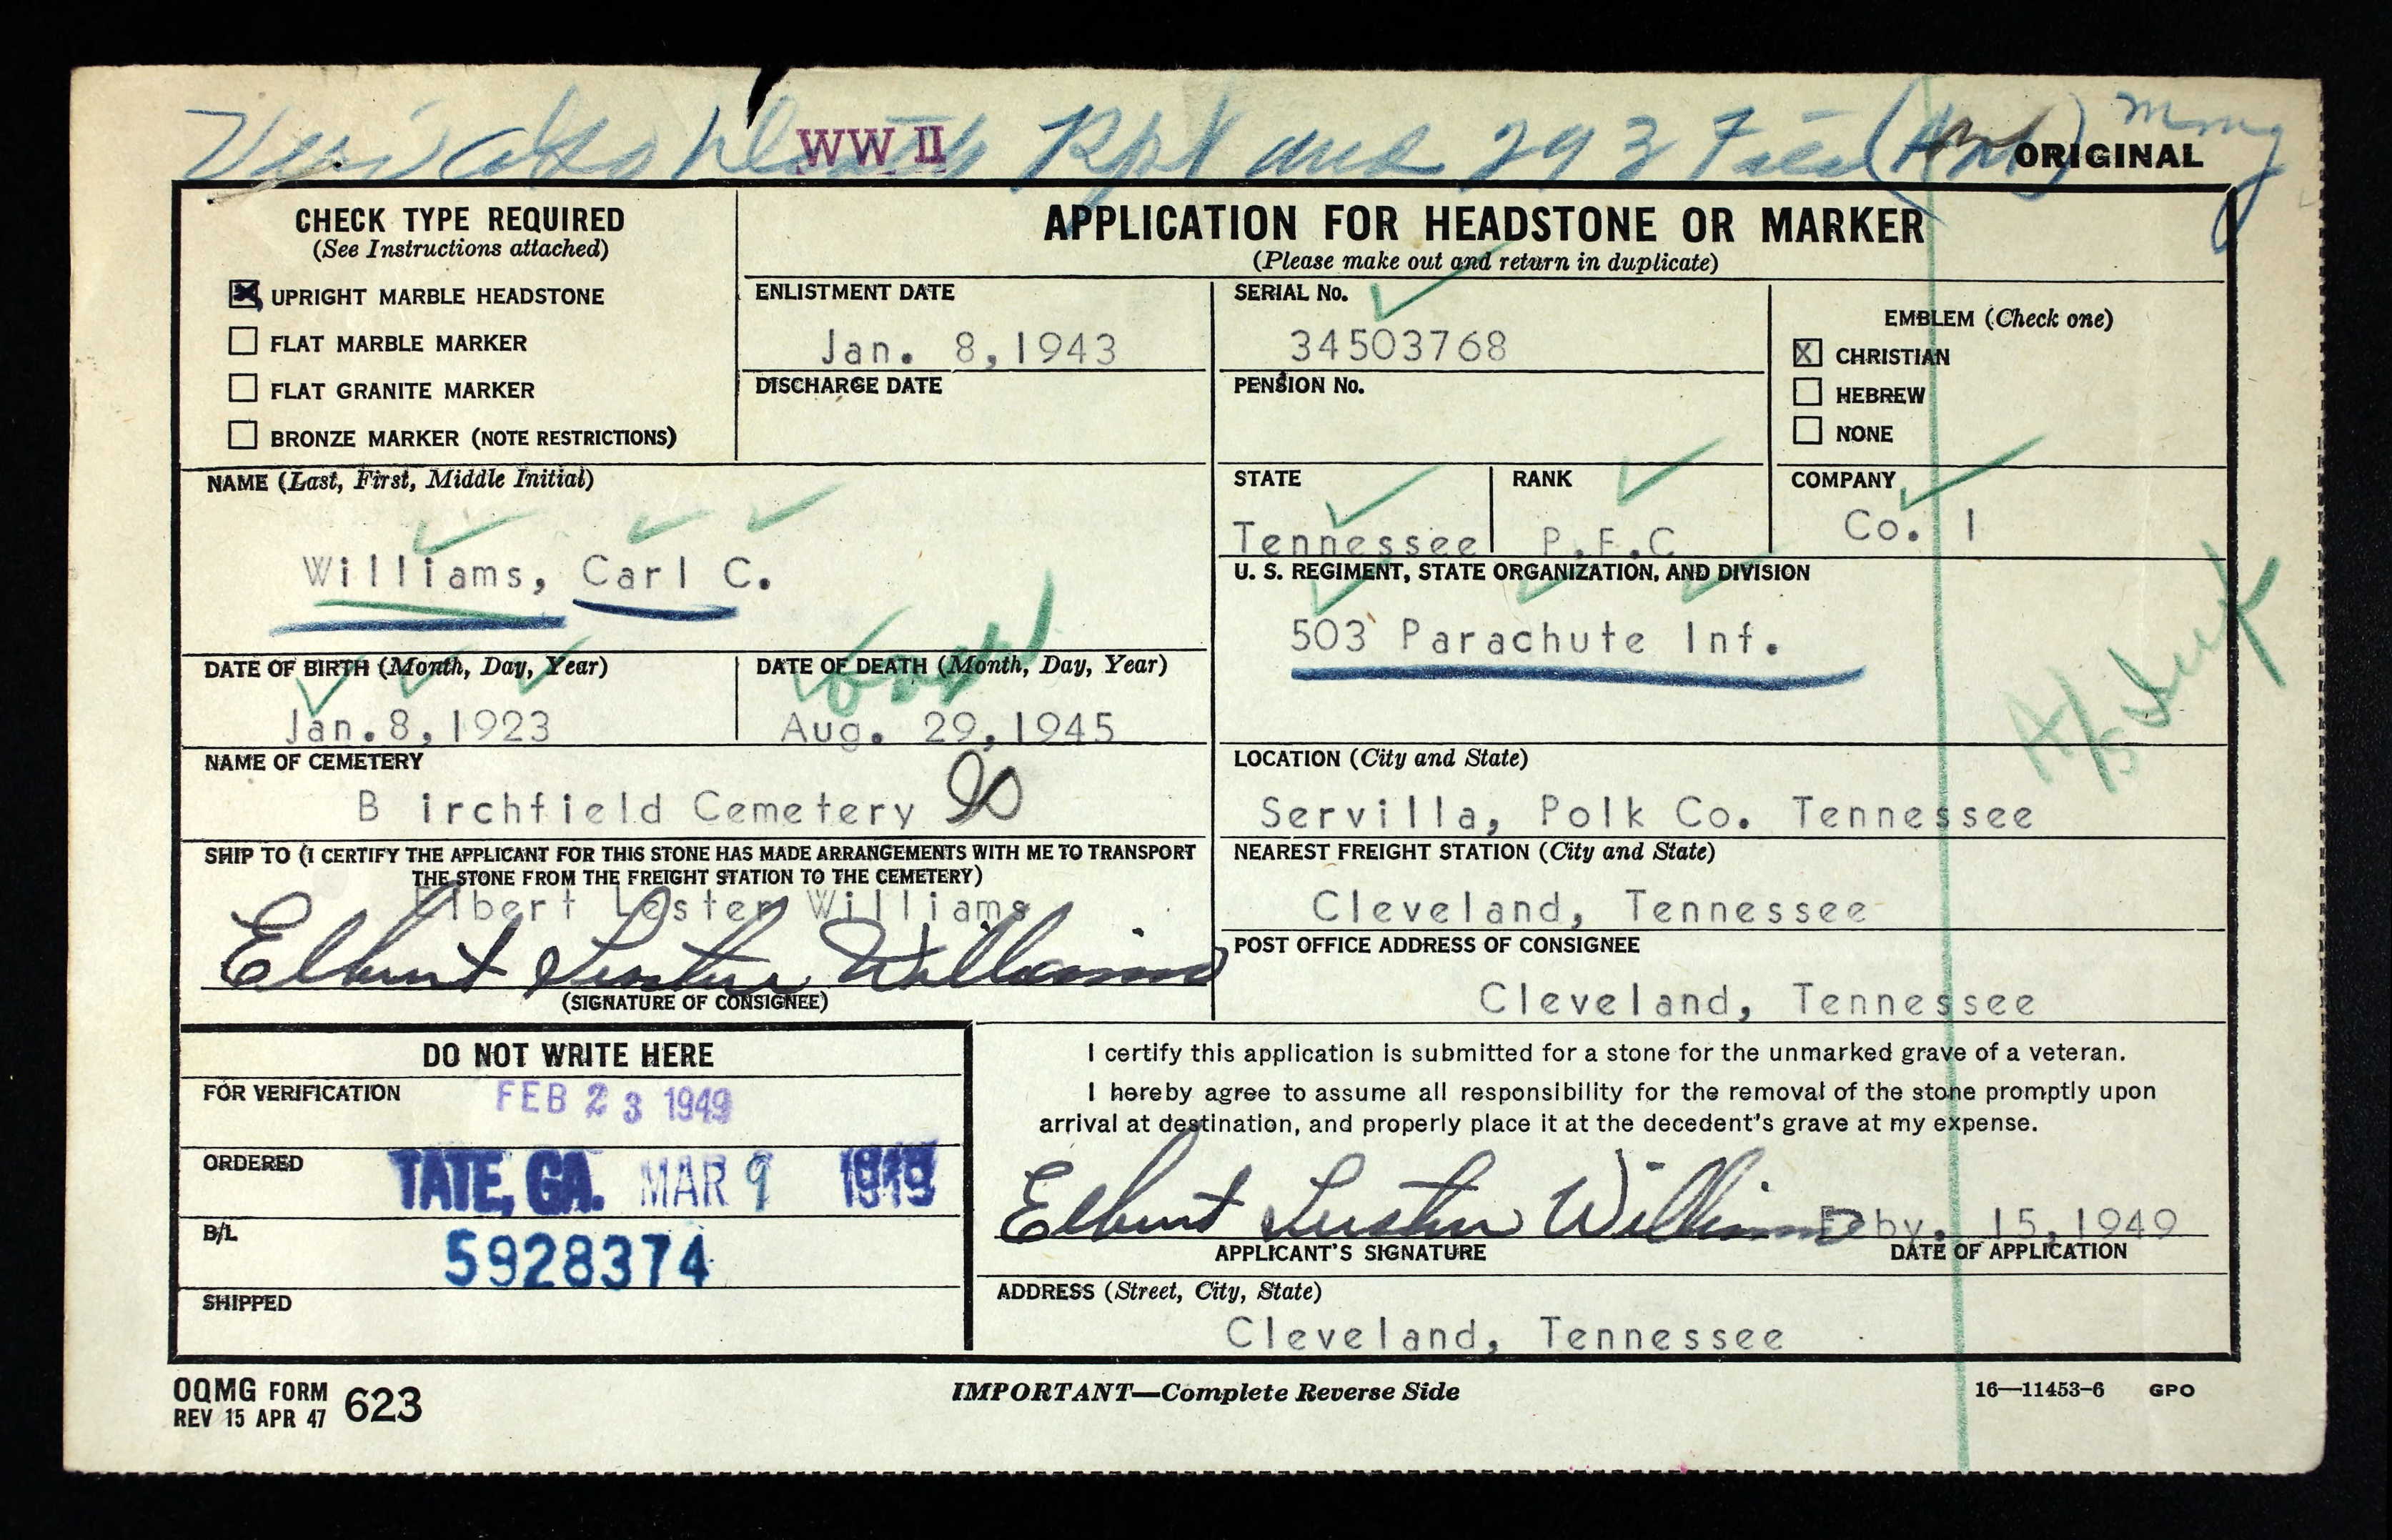 WW II
Rpt and 293 File
ORIGINAL
CHECK TYPE REQUIRED
(See Instructions attached)
UPRIGHT MARBLE HEADSTONE
FLAT MARBLE MARKER
FLAT GRANITE MARKER
BRONZE MARKER (NOTE RESTRICTIONS)
APPLICATION FOR HEADSTONE OR MARKER
(Please make out and return in duplicate)
ENLISTMENT DATE
Jan. 8,1943
DISCHARGE DATE
SERIAL No.
34503768
PENSION No.
EMBLEM (Check one)
X CHRISTIAN
HEBREW
NONE
NAME (Last, First, Middle Initial)
Williams, Carl C.
STATE
Tennessee
RANK
P.F.C
COMPANY
Co. I
U. S. REGIMENT, STATE ORGANIZATION, AND DIVISION
503 Parachute Inf.
DATE OF BIRTH (Month, Day, Year)
Jan.8,1923
DATE OF DEATH (Month, Day, Year)
Aug. 29,1945
NAME OF CEMETERY
B irchfield Cemetery
LOCATION (City and State)
Servilla, Polk Co. Tennessee
SHIP TO (I CERTIFY THE APPLICANT FOR THIS STONE HAS MADE ARRANGEMENTS WITH ME TO TRANSPORT
THE STONE FROM THE FREIGHT STATION TO THE CEMETERY)
Elbert Lester Williams
Elbert Lester Williams
(SIGNATURE OF CONSIGNEE)
NEAREST FREIGHT STATION (City and State)
Cleveland, Tennessee
POST OFFICE ADDRESS OF CONSIGNEE
Cleveland, Tennessee
DO NOT WRITE HERE
FOR VERIFICATION
FEB 23 1949
ORDERED
TATE, GA. MAR 9 1949
B/L
5928374
SHIPPED
I certify this application is submitted for a stone for the unmarked grave of a veteran.
I hereby agree to assume all responsibility for the removal of the stone promptly upon
arrival at destination, and properly place it at the decedent's grave at my expense.
Elbert Lester Williams Feby. 15,1949
APPLICANT'S SIGNATURE
DATE OF APPLICATION
ADDRESS (Street, City, State)
Cleveland, Tennessee
OQMG FORM 623
REV 15 APR 47
IMPORTANT—Complete Reverse Side
16—11453-6 GPO